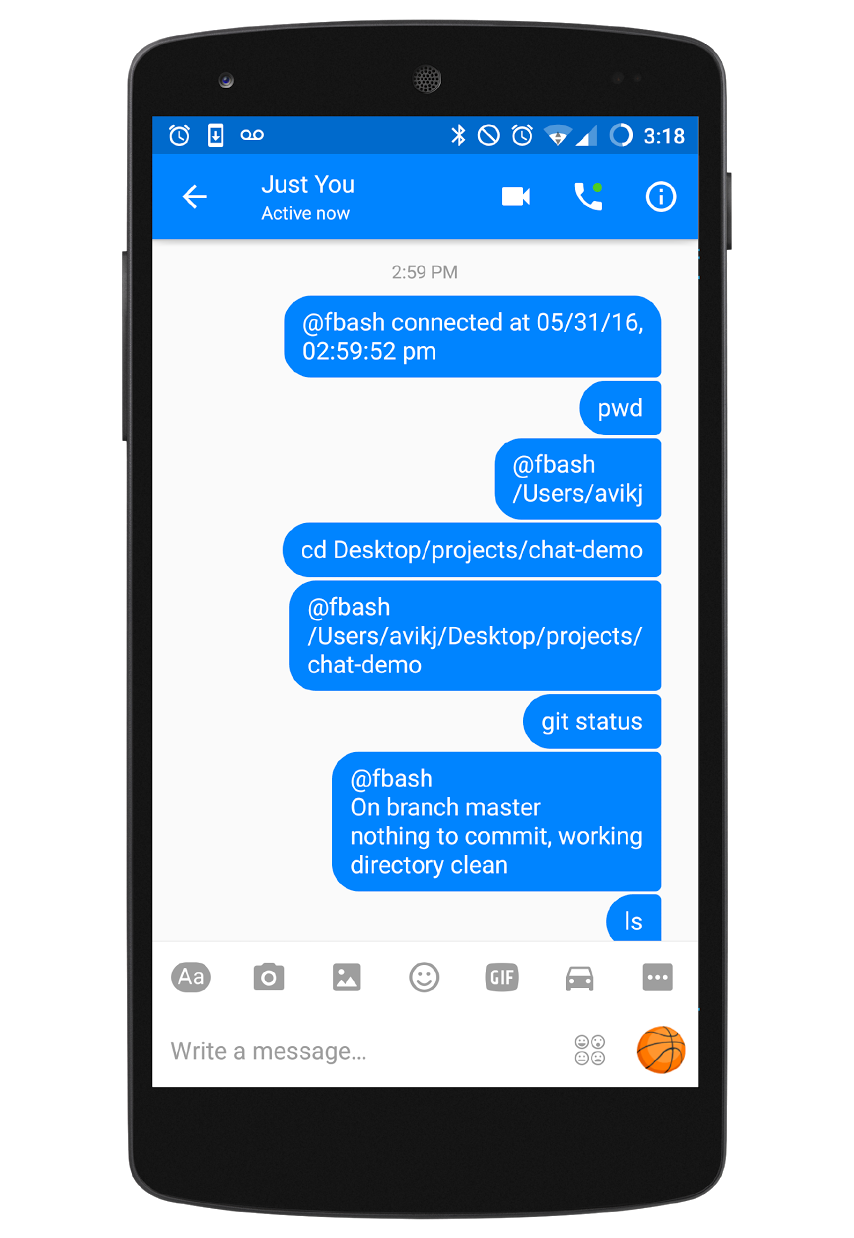 3:18
Just You
Active now
2:59 PM
@fbash connected at 05/31/16,
02:59:52 pm
pwd
@fbash
/Users/avikj
cd Desktop/projects/chat-demo
@fbash
/Users/avikj/Desktop/projects/
chat-demo
git status
@fbash
On branch master
nothing to commit, working
directory clean
ls
Aa
GIF
Write a message...